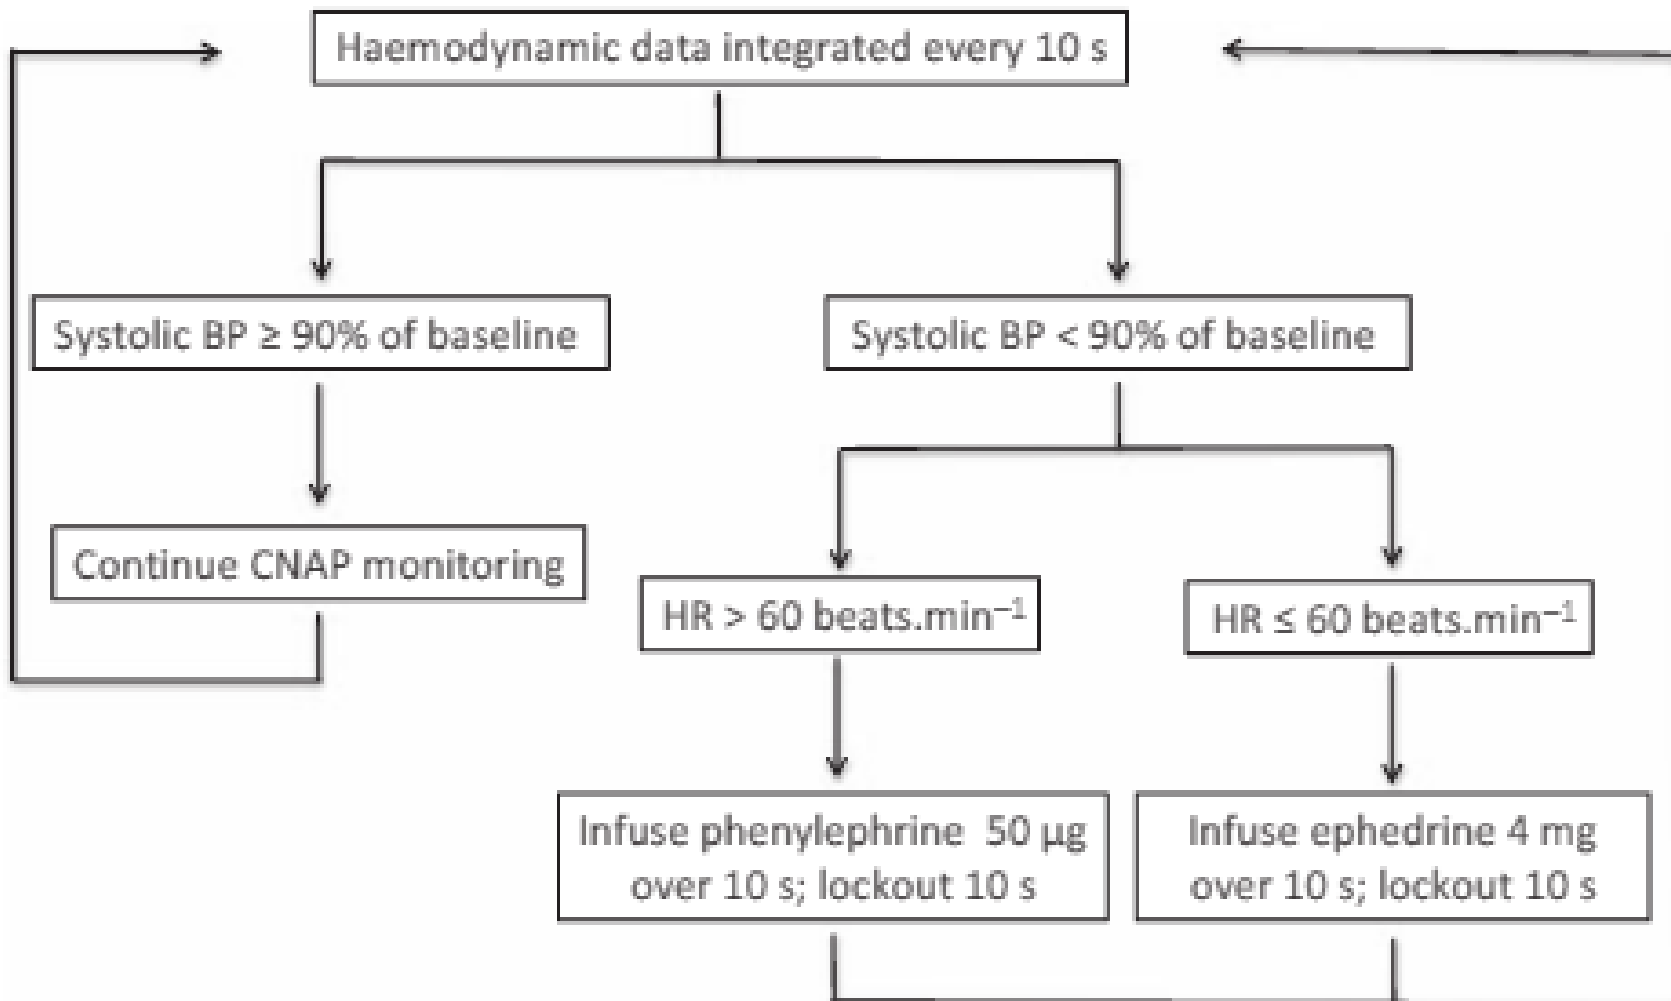 Haemodynamic data integrated every 10 s
Systolic BP ≥ 90% of baseline
Systolic BP < 90% of baseline
Continue CNAP monitoring
HR > 60 beats.min⁻¹
HR ≤ 60 beats.min⁻¹
Infuse phenylephrine 50 µg
over 10 s; lockout 10 s
Infuse ephedrine 4 mg
over 10 s; lockout 10 s